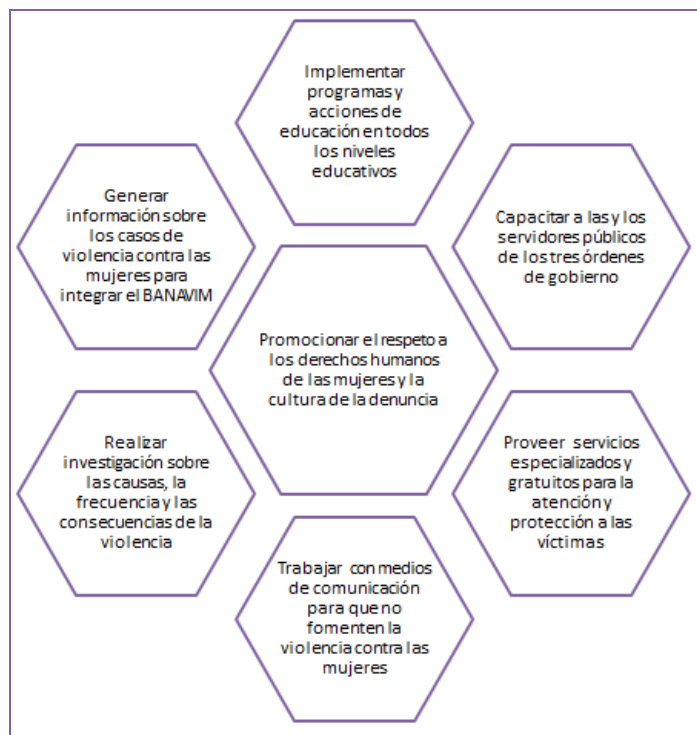 Implementar
programas y
acciones de
educación en todos
los niveles
educativos
Generar
información sobre
los casos de
violencia contra las
mujeres para
integrar el BANAVIM
Capacitar a las y los
servidores públicos
de los tres órdenes
de gobierno
Promocionar el respeto a
los derechos humanos
de las mujeres y la
cultura de la denuncia
Realizar
investigación sobre
las causas, la
frecuencia y las
consecuencias de la
violencia
Proveer servicios
especializados y
gratuitos para la
atención y
protección a las
víctimas
Trabajar con medios
de comunicación
para que no
fomenten la
violencia contra las
mujeres